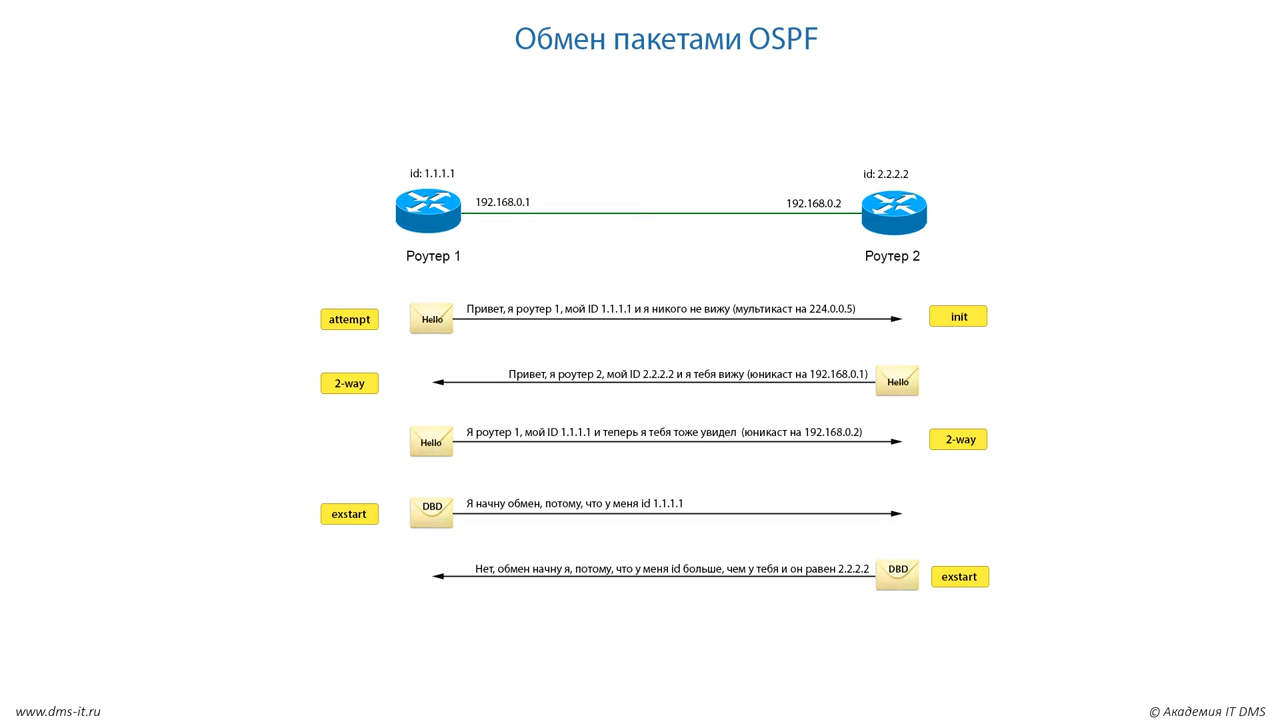 Обмен пакетами OSPF
id: 1.1.1.1
id: 2.2.2.2
192.168.0.1
192.168.0.2
Роутер 1
Роутер 2
Привет, я роутер 1, мой ID 1.1.1.1 и я никого не вижу (мультикаст на 224.0.0.5)
attempt
Hello
init
Привет, я роутер 2, мой ID 2.2.2.2 и я тебя вижу (юникаст на 192.168.0.1)
2-way
Hello
Я роутер 1, мой ID 1.1.1.1 и теперь я тебя тоже увидел (юникаст на 192.168.0.2)
Hello
2-way
Я начну обмен, потому, что у меня id 1.1.1.1
exstart
DBD
Нет, обмен начну я, потому, что у меня id больше, чем у тебя и он равен 2.2.2.2
DBD
exstart
www.dms-it.ru
© Академия IT DMS